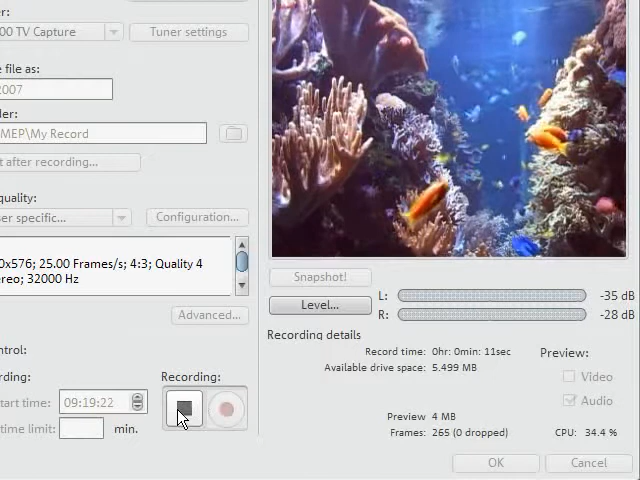 er:
00 TV Capture
Tuner settings
e file as:
2007
der:
MEP\My Record
t after recording...
quality:
ser specific...
Configuration...
0x576; 25.00 Frames/s; 4:3; Quality 4
ereo; 32000 Hz
Advanced...
ntrol:
rding:
Recording:
tart time:
09:19:22
time limit:
min.
Snapshot!
Level...
L:
-35 dB
R:
-28 dB
Recording details
Record time: 0hr: 0min: 11sec
Available drive space: 5.499 MB
Preview 4 MB
Frames: 265 (0 dropped)
Preview:
Video
Audio
CPU: 34.4 %
OK
Cancel